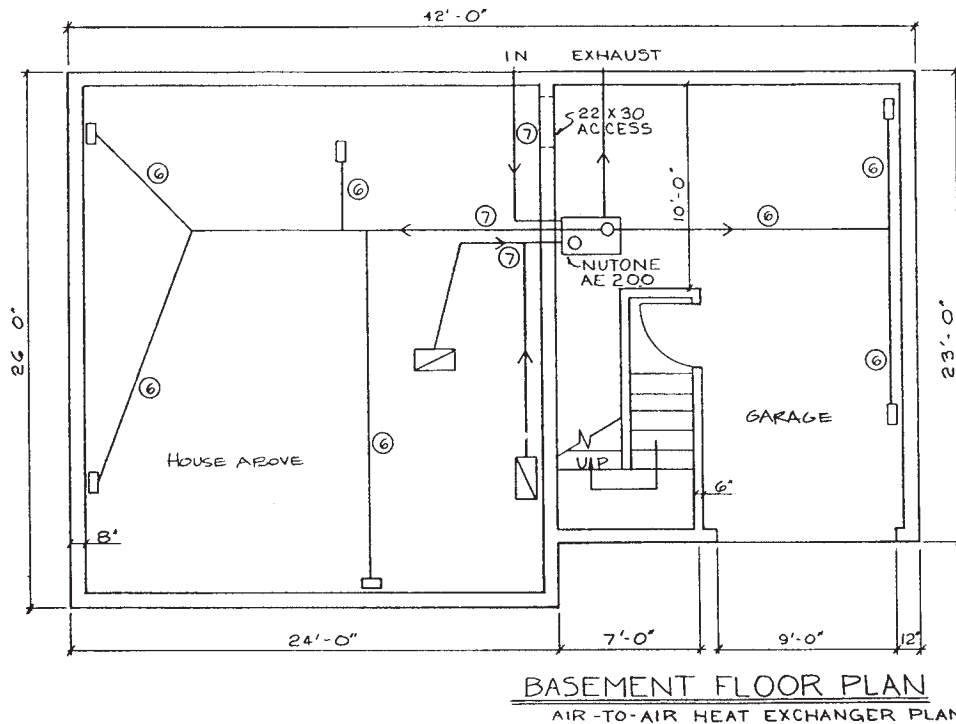 42'-0"
IN EXHAUST
7
22 X 30
ACCESS
6
6
6
10'-0"
7
6
7
NUTONE
AE 200
26'0"
23'-0"
6
6
GARAGE
HOUSE ABOVE
6
UP
6"
8"
24'-0"
7'-0"
9'-0"
12"
BASEMENT FLOOR PLAN
AIR-TO-AIR HEAT EXCHANGER PLAN